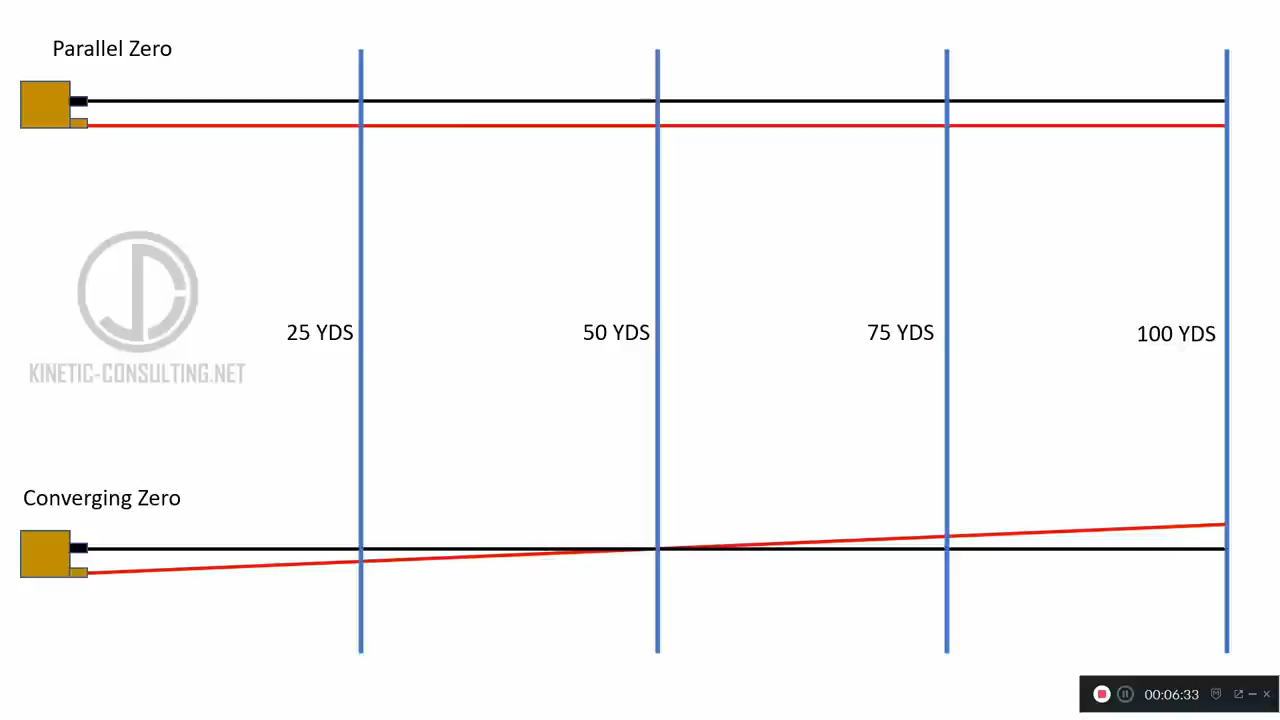 Parallel Zero
25 YDS
50 YDS
75 YDS
100 YDS
KINETIC-CONSULTING.NET
Converging Zero
00:06:33